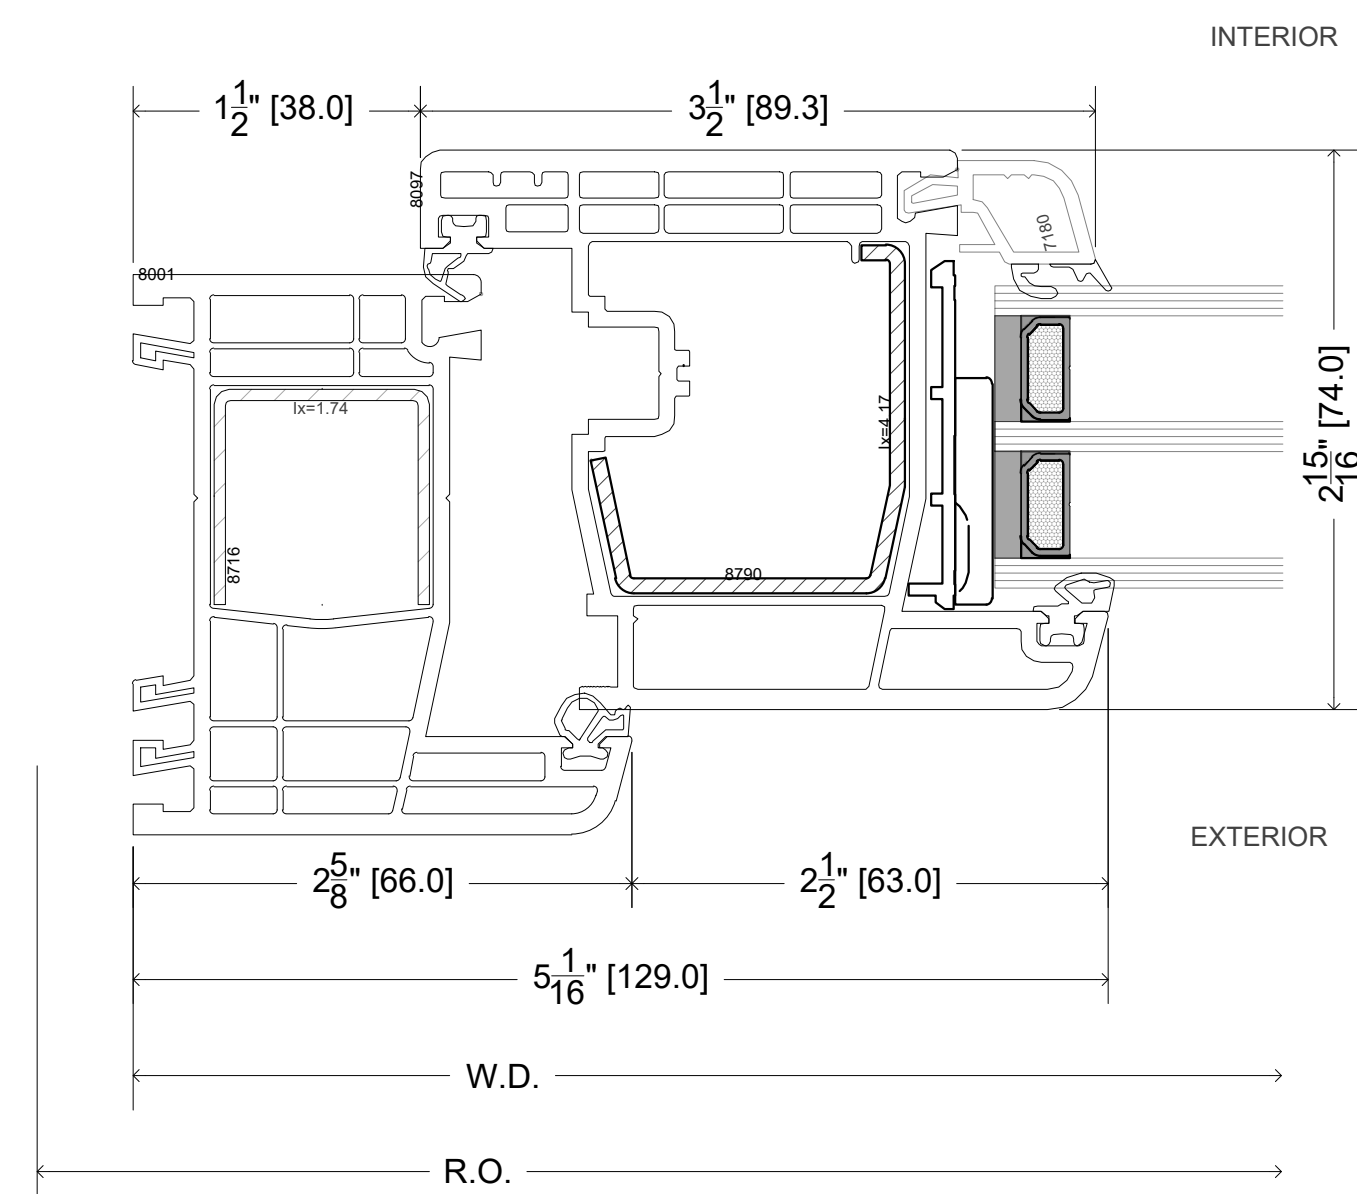 INTERIOR
1 1/2" [38.0]
3 1/2" [89.3]
8097
7180
8001
Ix=1.74
Ix=4.17
2 15/16" [74.0]
8716
8790
EXTERIOR
2 5/8" [66.0]
2 1/2" [63.0]
5 1/16" [129.0]
W.D.
R.O.